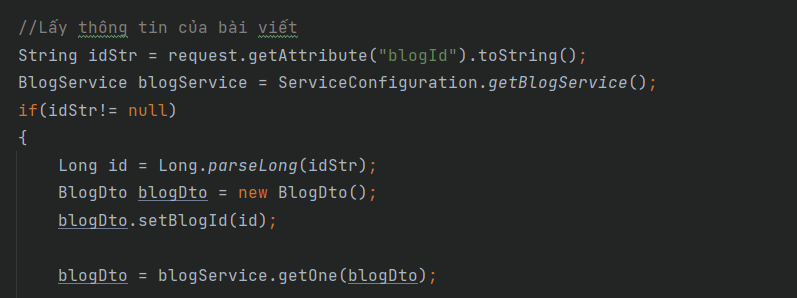 //Lấy thông tin của bài viết
String idStr = request.getAttribute("blogId").toString();
BlogService blogService = ServiceConfiguration.getBlogService();
if(idStr!= null)
{
Long id = Long.parseLong(idStr);
BlogDto blogDto = new BlogDto();
blogDto.setBlogId(id);
blogDto = blogService.getOne(blogDto);